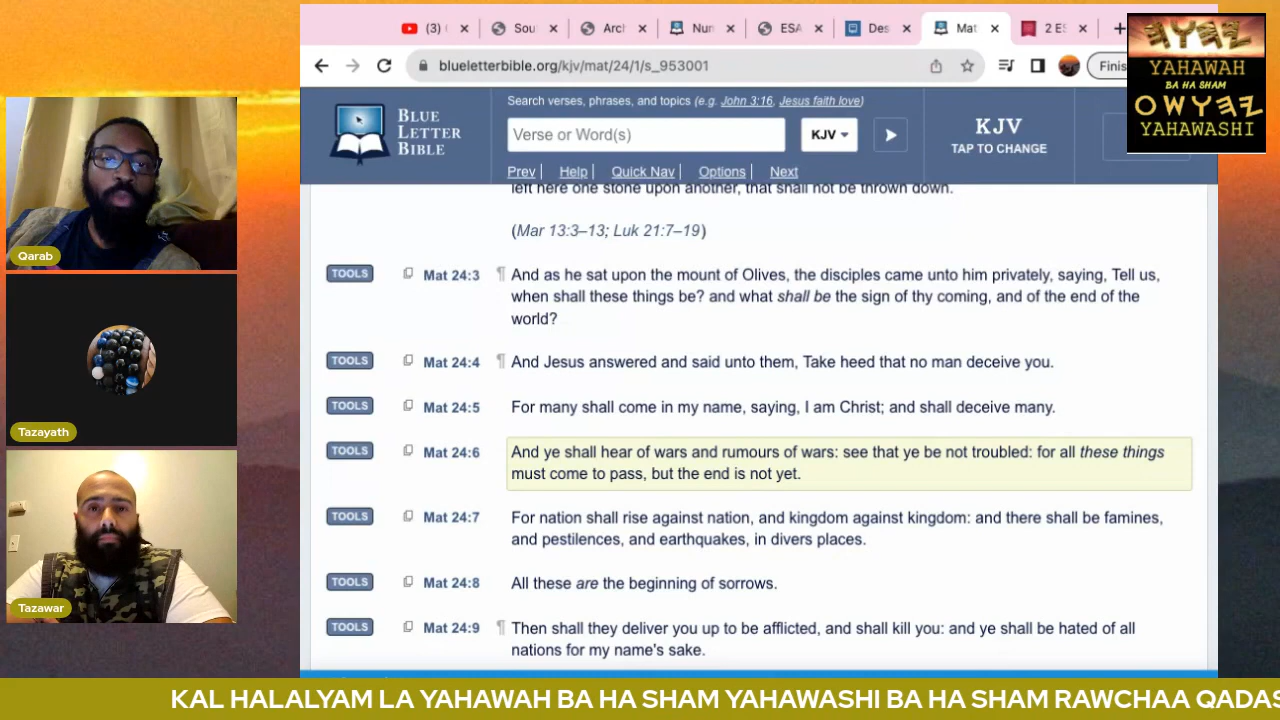 (3)
Sou
Arcl
Nun
ESA
Des
Mat
2 E
blueletterbible.org/kjv/mat/24/1/s_953001
Finis
YAHAWAH
BA HA SHAM
YAHAWASHI
BLUE
LETTER
BIBLE
Search verses, phrases, and topics (e.g. John 3:16, Jesus faith love)
Verse or Word(s)
KJV
KJV
TAP TO CHANGE
Prev | Help | Quick Nav | Options | Next
left here one stone upon another, that shall not be thrown down.
(Mar 13:3–13; Luk 21:7–19)
TOOLS Mat 24:3 ¶ And as he sat upon the mount of Olives, the disciples came unto him privately, saying, Tell us,
when shall these things be? and what shall be the sign of thy coming, and of the end of the
world?
TOOLS Mat 24:4 ¶ And Jesus answered and said unto them, Take heed that no man deceive you.
TOOLS Mat 24:5 For many shall come in my name, saying, I am Christ; and shall deceive many.
TOOLS Mat 24:6 And ye shall hear of wars and rumours of wars: see that ye be not troubled: for all these things
must come to pass, but the end is not yet.
TOOLS Mat 24:7 For nation shall rise against nation, and kingdom against kingdom: and there shall be famines,
and pestilences, and earthquakes, in divers places.
TOOLS Mat 24:8 All these are the beginning of sorrows.
TOOLS Mat 24:9 ¶ Then shall they deliver you up to be afflicted, and shall kill you: and ye shall be hated of all
nations for my name's sake.
Qarab
Tazayath
Tazawar
KAL HALALYAM LA YAHAWAH BA HA SHAM YAHAWASHI BA HA SHAM RAWCHAA QADAS